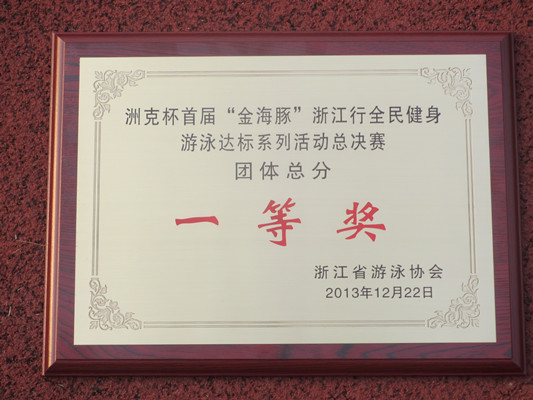 洲克杯首届“金海豚”浙江行全民健身
游泳达标系列活动总决赛
团体总分
一等奖
浙江省游泳协会
2013年12月22日